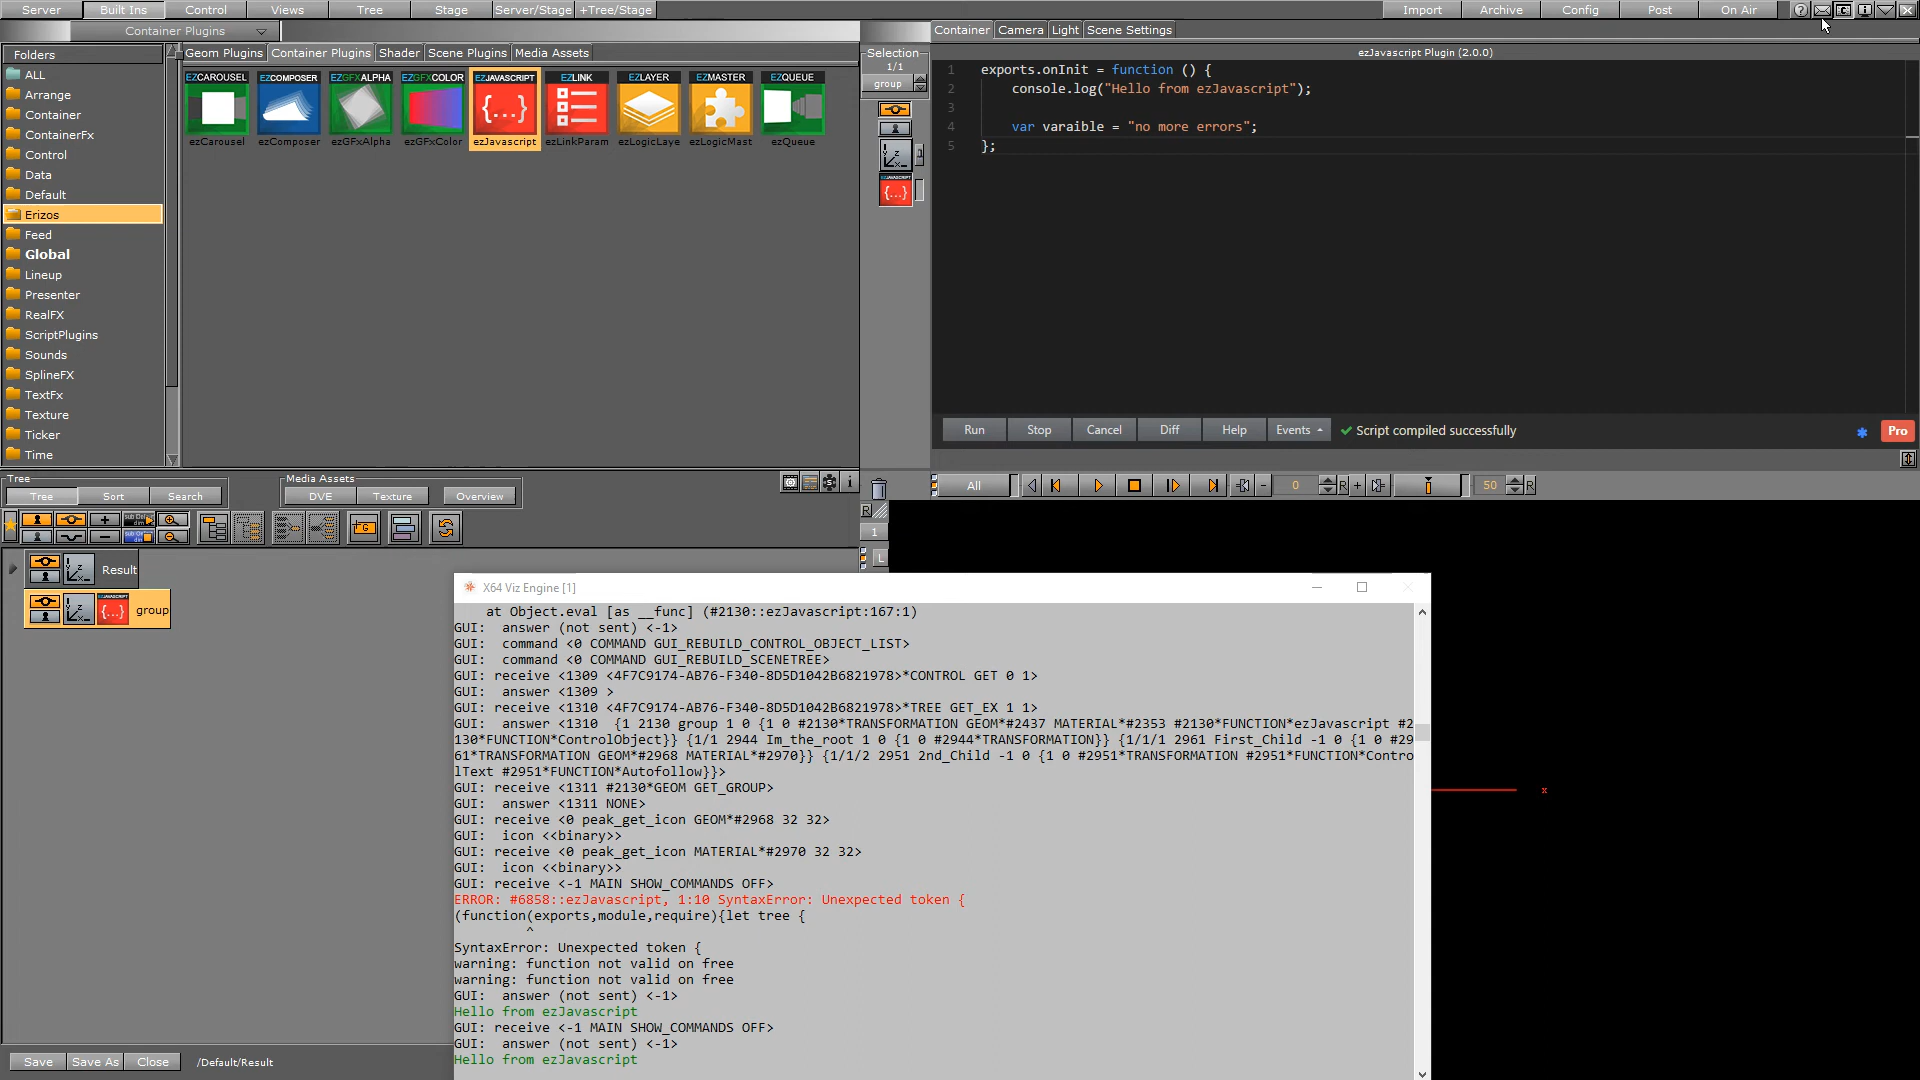 Server Built Ins Control Views Tree Stage Server/Stage +Tree/Stage Import Archive Config Post On Air
Container Plugins
Folders
ALL
Arrange
Container
ContainerFx
Control
Data
Default
Erizos
Feed
Global
Lineup
Presenter
RealFX
ScriptPlugins
Sounds
SplineFX
TextFx
Texture
Ticker
Time
Geom Plugins Container Plugins Shader Scene Plugins Media Assets
EZCAROUSEL EZCOMPOSER EZGFXALPHA EZGFXCOLOR EZJAVASCRIPT EZLINK EZLAYER EZMASTER EZQUEUE
{...}
ezCarousel ezComposer ezGFxAlpha ezGFxColor ezJavascript ezLinkParam ezLogicLaye ezLogicMast ezQueue
Selection
1/1
group
EZJAVASCRIPT
{...}
Container Camera Light Scene Settings
ezJavascript Plugin (2.0.0)
1 exports.onInit = function () {
2 console.log("Hello from ezJavascript");
3
4 var varaible = "no more errors";
5 };
Run Stop Cancel Diff Help Events Script compiled successfully Pro
Tree
Tree Sort Search
Media Assets
DVE Texture Overview
All 0 R 50 R
R
1
L
Result
group
X64 Viz Engine [1]
at Object.eval [as __func] (#2130::ezJavascript:167:1)
GUI: answer (not sent) <-1>
GUI: command <0 COMMAND GUI_REBUILD_CONTROL_OBJECT_LIST>
GUI: command <0 COMMAND GUI_REBUILD_SCENETREE>
GUI: receive <1309 <4F7C9174-AB76-F340-8D5D1042B6821978>*CONTROL GET 0 1>
GUI: answer <1309 >
GUI: receive <1310 <4F7C9174-AB76-F340-8D5D1042B6821978>*TREE GET_EX 1 1>
GUI: answer <1310 {1 2130 group 1 0 {1 0 #2130*TRANSFORMATION GEOM*#2437 MATERIAL*#2353 #2130*FUNCTION*ezJavascript #2
130*FUNCTION*ControlObject}} {1/1 2944 Im_the_root 1 0 {1 0 #2944*TRANSFORMATION}} {1/1/1 2961 First_Child -1 0 {1 0 #29
61*TRANSFORMATION GEOM*#2968 MATERIAL*#2970}} {1/1/2 2951 2nd_Child -1 0 {1 0 #2951*TRANSFORMATION #2951*FUNCTION*Contro
lText #2951*FUNCTION*Autofollow}}>
GUI: receive <1311 #2130*GEOM GET_GROUP>
GUI: answer <1311 NONE>
GUI: receive <0 peak_get_icon GEOM*#2968 32 32>
GUI: icon <<binary>>
GUI: receive <0 peak_get_icon MATERIAL*#2970 32 32>
GUI: icon <<binary>>
GUI: receive <-1 MAIN SHOW_COMMANDS OFF>
ERROR: #6858::ezJavascript, 1:10 SyntaxError: Unexpected token {
(function(exports,module,require){let tree {
^
SyntaxError: Unexpected token {
warning: function not valid on free
warning: function not valid on free
GUI: answer (not sent) <-1>
Hello from ezJavascript
GUI: receive <-1 MAIN SHOW_COMMANDS OFF>
GUI: answer (not sent) <-1>
Hello from ezJavascript
x
Save Save As Close /Default/Result